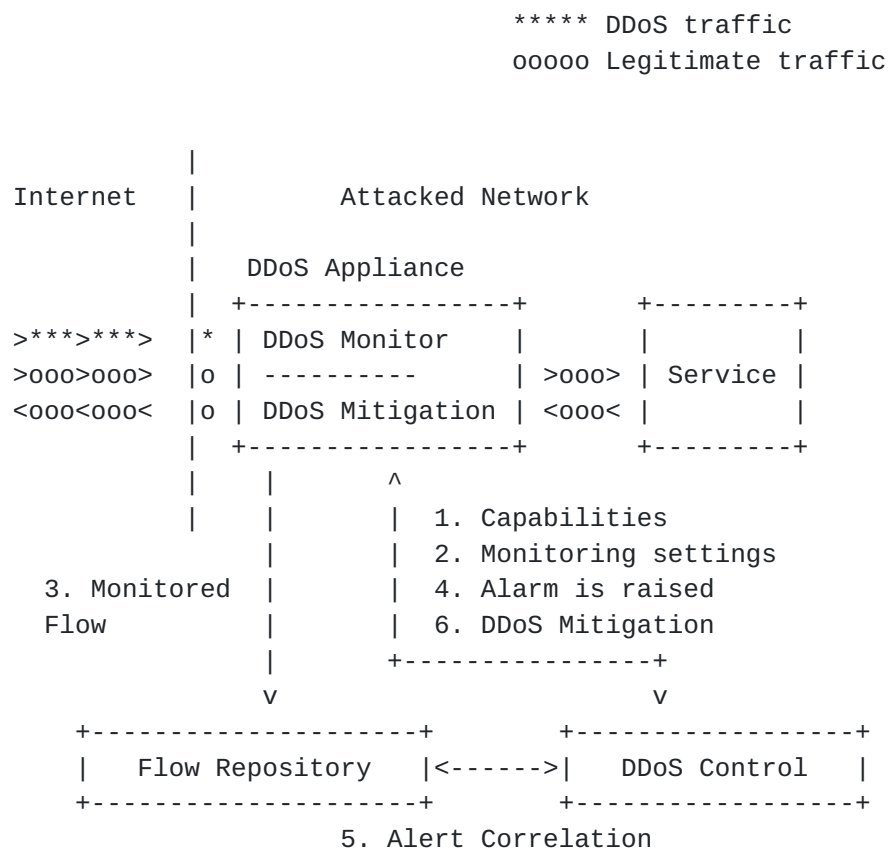 ***** DDoS traffic
                                ooooo Legitimate traffic


           |
Internet   |         Attacked Network
           |
           |   DDoS Appliance
           |  +-----------------+       +---------+
>***>***>  |* | DDoS Monitor    |       |         |
>ooo>ooo>  |o | ----------      | >ooo> | Service |
<ooo<ooo<  |o | DDoS Mitigation | <ooo< |         |
           |  +-----------------+       +---------+
           |    |       ^
           |    |       |  1. Capabilities
                |       |  2. Monitoring settings
  3. Monitored  |       |  4. Alarm is raised
  Flow          |       |  6. DDoS Mitigation
                |       +----------------+
                v                        v
    +---------------------+        +------------------+
    |   Flow Repository   |<------>|   DDoS Control   |
    +---------------------+        +------------------+
                     5. Alert Correlation